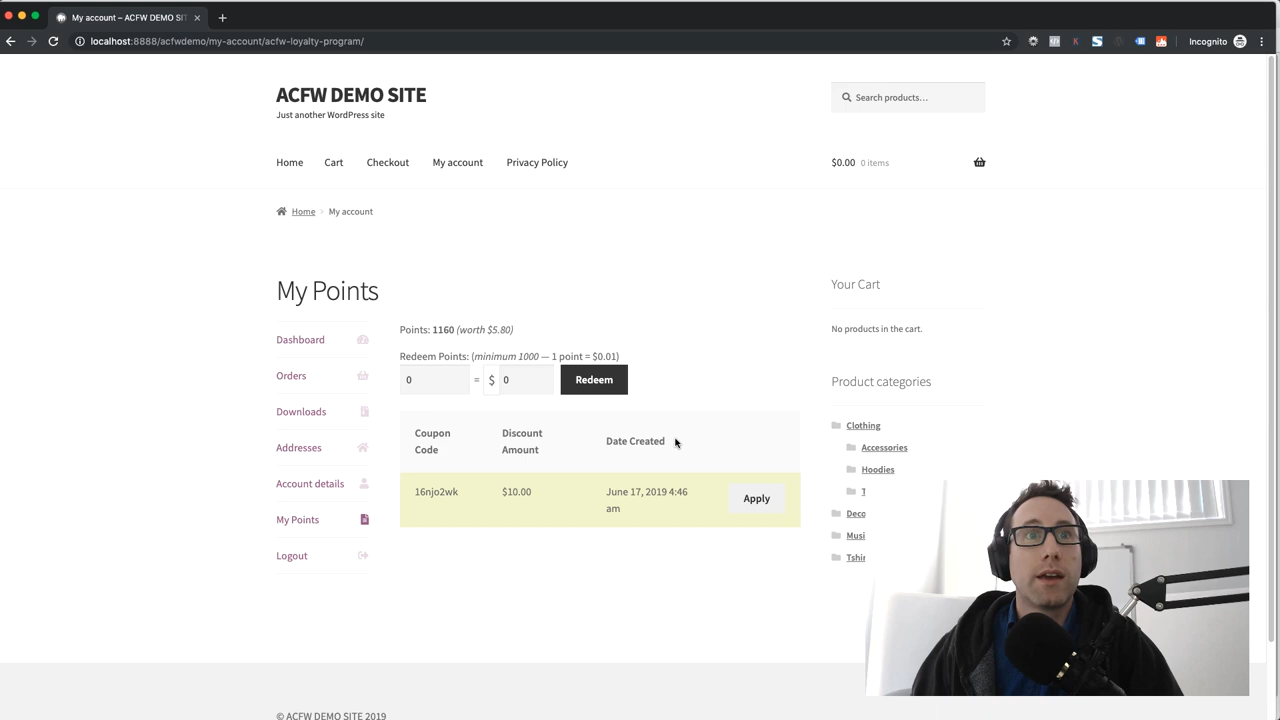 My account – ACFW DEMO SIT
localhost:8888/acfwdemo/my-account/acfw-loyalty-program/
Incognito
ACFW DEMO SITE
Just another WordPress site
Search products…
Home Cart Checkout My account Privacy Policy
$0.00 0 items
Home › My account
My Points
Dashboard
Orders
Downloads
Addresses
Account details
My Points
Logout
Points: 1160 (worth $5.80)
Redeem Points: (minimum 1000 — 1 point = $0.01)
0 = $ 0 Redeem
Coupon Code
Discount Amount
Date Created
16njo2wk
$10.00
June 17, 2019 4:46
am
Apply
Your Cart
No products in the cart.
Product categories
Clothing
Accessories
Hoodies
T
Deco
Musi
Tshir
© ACFW DEMO SITE 2019